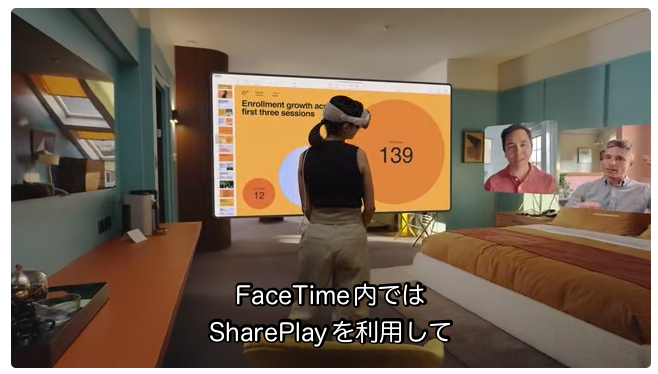 Enrollment growth acr
first three sessions
139
12
FaceTime内では
SharePlayを利用して